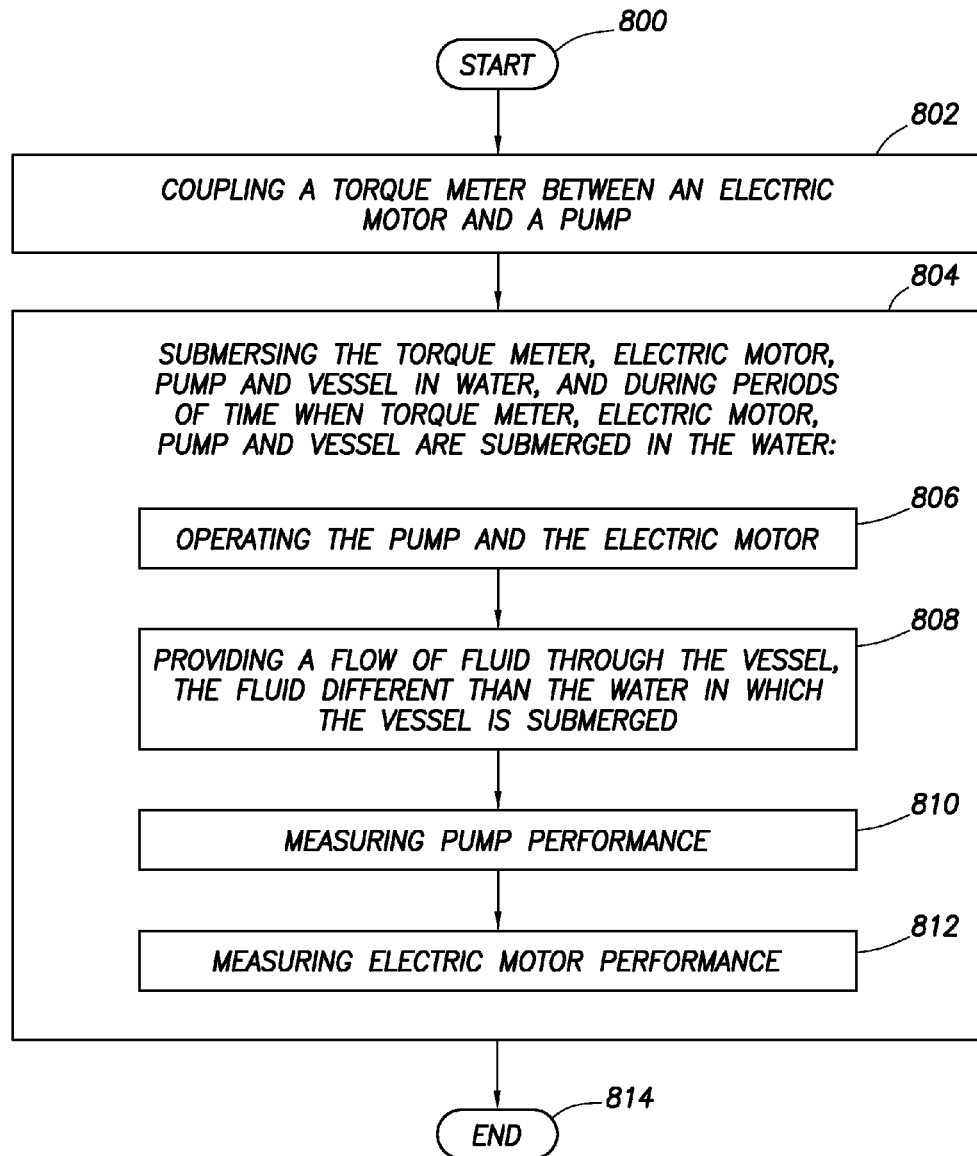 800
START
802
COUPLING A TORQUE METER BETWEEN AN ELECTRIC
MOTOR AND A PUMP
804
SUBMERSING THE TORQUE METER, ELECTRIC MOTOR,
PUMP AND VESSEL IN WATER, AND DURING PERIODS
OF TIME WHEN TORQUE METER, ELECTRIC MOTOR,
PUMP AND VESSEL ARE SUBMERGED IN THE WATER:
806
OPERATING THE PUMP AND THE ELECTRIC MOTOR
808
PROVIDING A FLOW OF FLUID THROUGH THE VESSEL,
THE FLUID DIFFERENT THAN THE WATER IN WHICH
THE VESSEL IS SUBMERGED
810
MEASURING PUMP PERFORMANCE
812
MEASURING ELECTRIC MOTOR PERFORMANCE
814
END